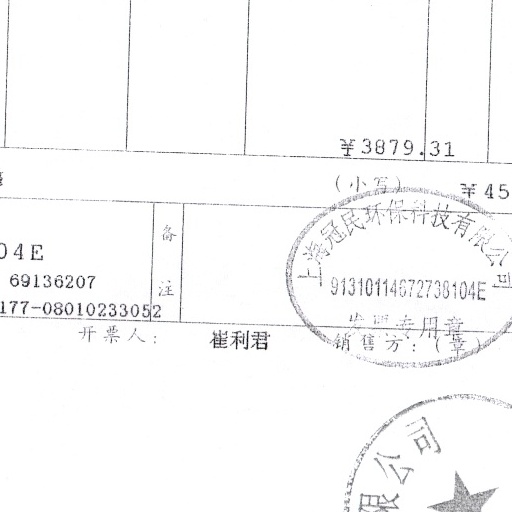 ¥3879.31
(小写) ¥45
04E
备
69136207
注
177-08010233052
开票人: 崔利君 销售方:(章)
上海冠民环保科技有限公司
91310114672738104E
发票专用章
限公司